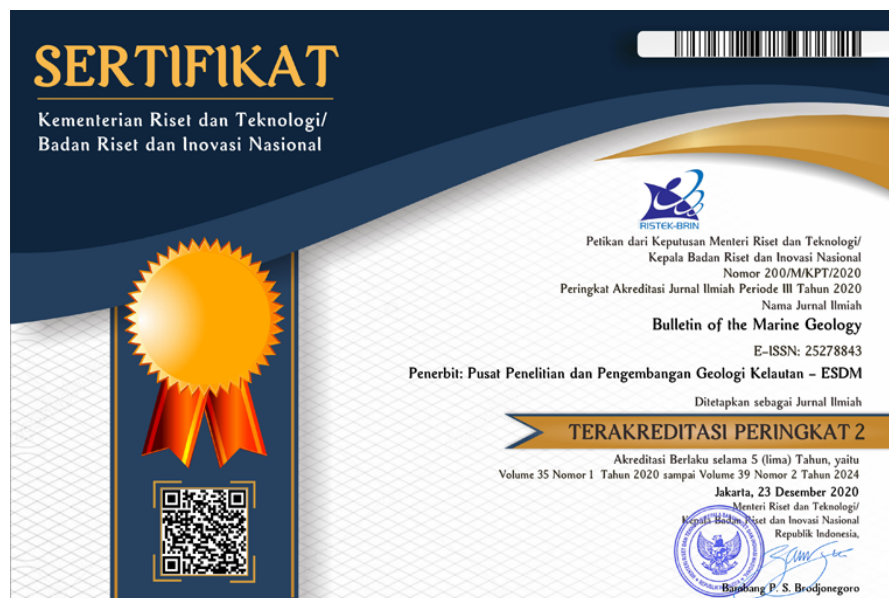 SERTIFIKAT
Kementerian Riset dan Teknologi/
Badan Riset dan Inovasi Nasional
RISTEK-BRIN
Petikan dari Keputusan Menteri Riset dan Teknologi/
Kepala Badan Riset dan Inovasi Nasional
Nomor 200/M/KPT/2020
Peringkat Akreditasi Jurnal Ilmiah Periode III Tahun 2020
Nama Jurnal Ilmiah
Bulletin of the Marine Geology
E-ISSN: 25278843
Penerbit: Pusat Penelitian dan Pengembangan Geologi Kelautan – ESDM
Ditetapkan sebagai Jurnal Ilmiah
TERAKREDITASI PERINGKAT 2
Akreditasi Berlaku selama 5 (lima) Tahun, yaitu
Volume 35 Nomor 1 Tahun 2020 sampai Volume 39 Nomor 2 Tahun 2024
Jakarta, 23 Desember 2020
Menteri Riset dan Teknologi/
Kepala Badan Riset dan Inovasi Nasional
Republik Indonesia,
Bambang P. S. Brodjonegoro